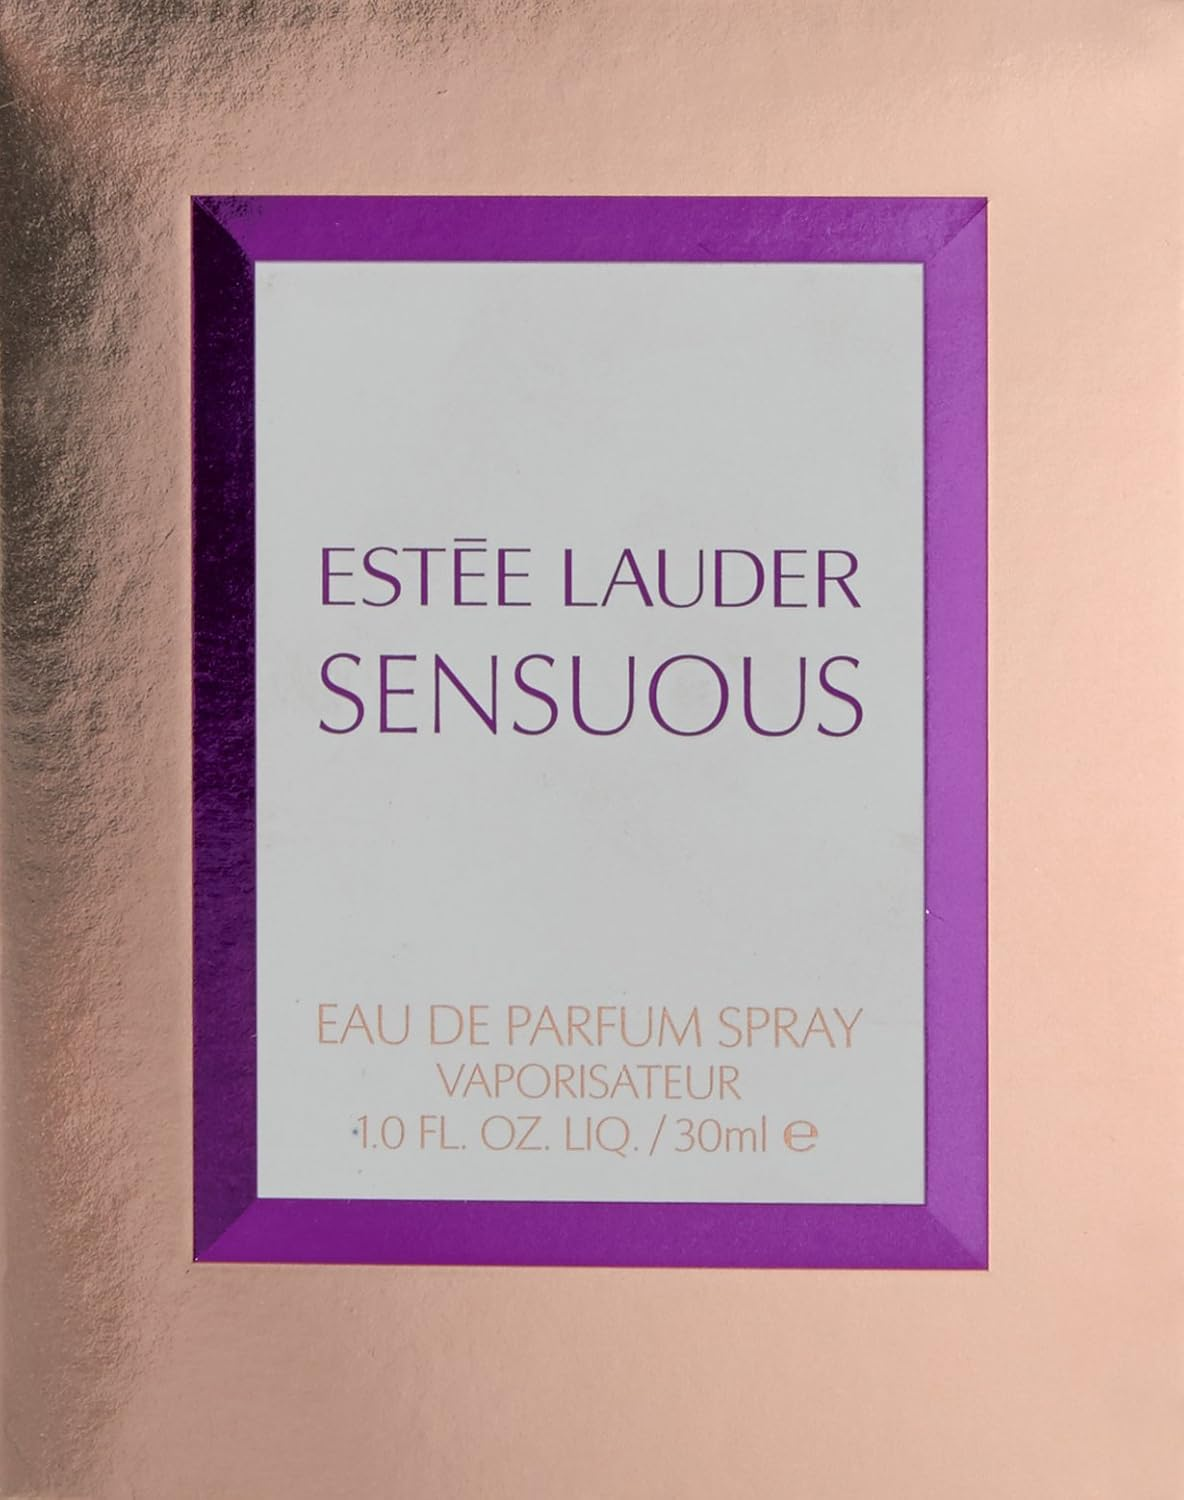 ESTĒE LAUDER
SENSUOUS
EAU DE PARFUM SPRAY
VAPORISATEUR
1.0 FL. OZ. LIQ. / 30ml ℮